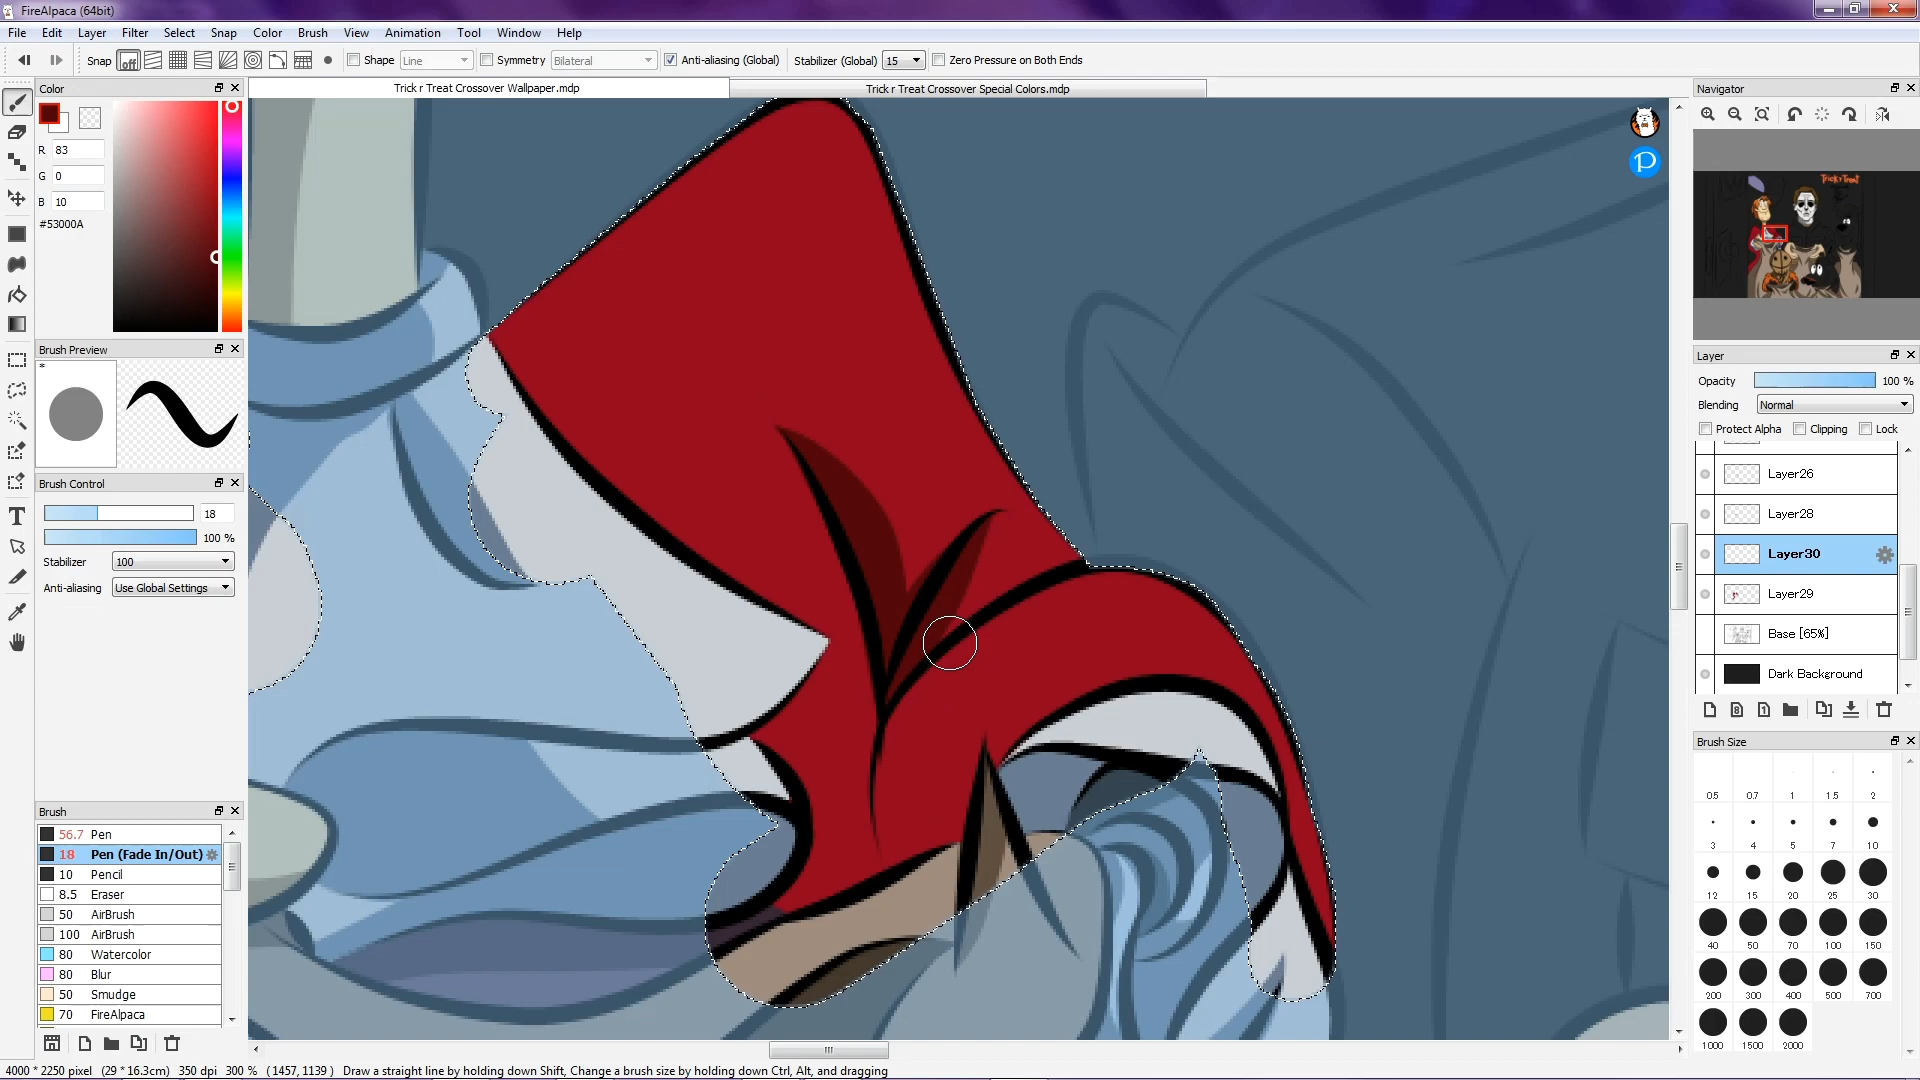 FireAlpaca (64bit)
File Edit Layer Filter Select Snap Color Brush View Animation Tool Window Help
Snap off Shape Line Symmetry Bilateral Anti-aliasing (Global) Stabilizer (Global) 15 Zero Pressure on Both Ends
Color
Trick r Treat Crossover Wallpaper.mdp
Trick r Treat Crossover Special Colors.mdp
R 83
G 0
B 10
#53000A
Brush Preview
*
Brush Control
18
100 %
Stabilizer 100
Anti-aliasing Use Global Settings
Brush
56.7 Pen
18 Pen (Fade In/Out)
10 Pencil
8.5 Eraser
50 AirBrush
100 AirBrush
80 Watercolor
80 Blur
50 Smudge
70 FireAlpaca
P
Navigator
Trick r Treat
Layer
Opacity 100 %
Blending Normal
Protect Alpha Clipping Lock
Layer26
Layer28
Layer30
Layer29
Base [65%]
Dark Background
Brush Size
0.5 0.7 1 1.5 2
3 4 5 7 10
12 15 20 25 30
40 50 70 100 150
200 300 400 500 700
1000 1500 2000
4000 * 2250 pixel (29 * 16.3cm) 350 dpi 300 % ( 1457, 1139 ) Draw a straight line by holding down Shift, Change a brush size by holding down Ctrl, Alt, and dragging